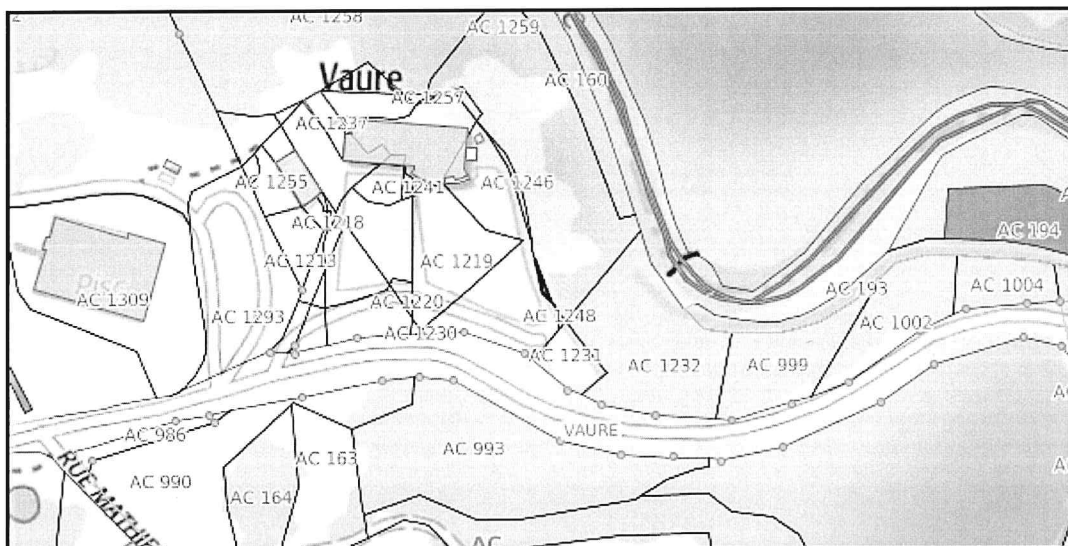 AC 1258
AC 1259
Vaure
AC 160
AC 1257
AC 1237
AC 1255
AC 1241
AC 1246
AC 1218
AC 194
AC 1213
AC 1219
AC 193
AC 1004
AC 1309
AC 1220
AC 1293
AC 1248
AC 1002
AC 1230
AC 1231
AC 1232
AC 999
VAURE
AC 986
AC 993
AC 163
AC 990
AC 164
RUE MATHIE
AC